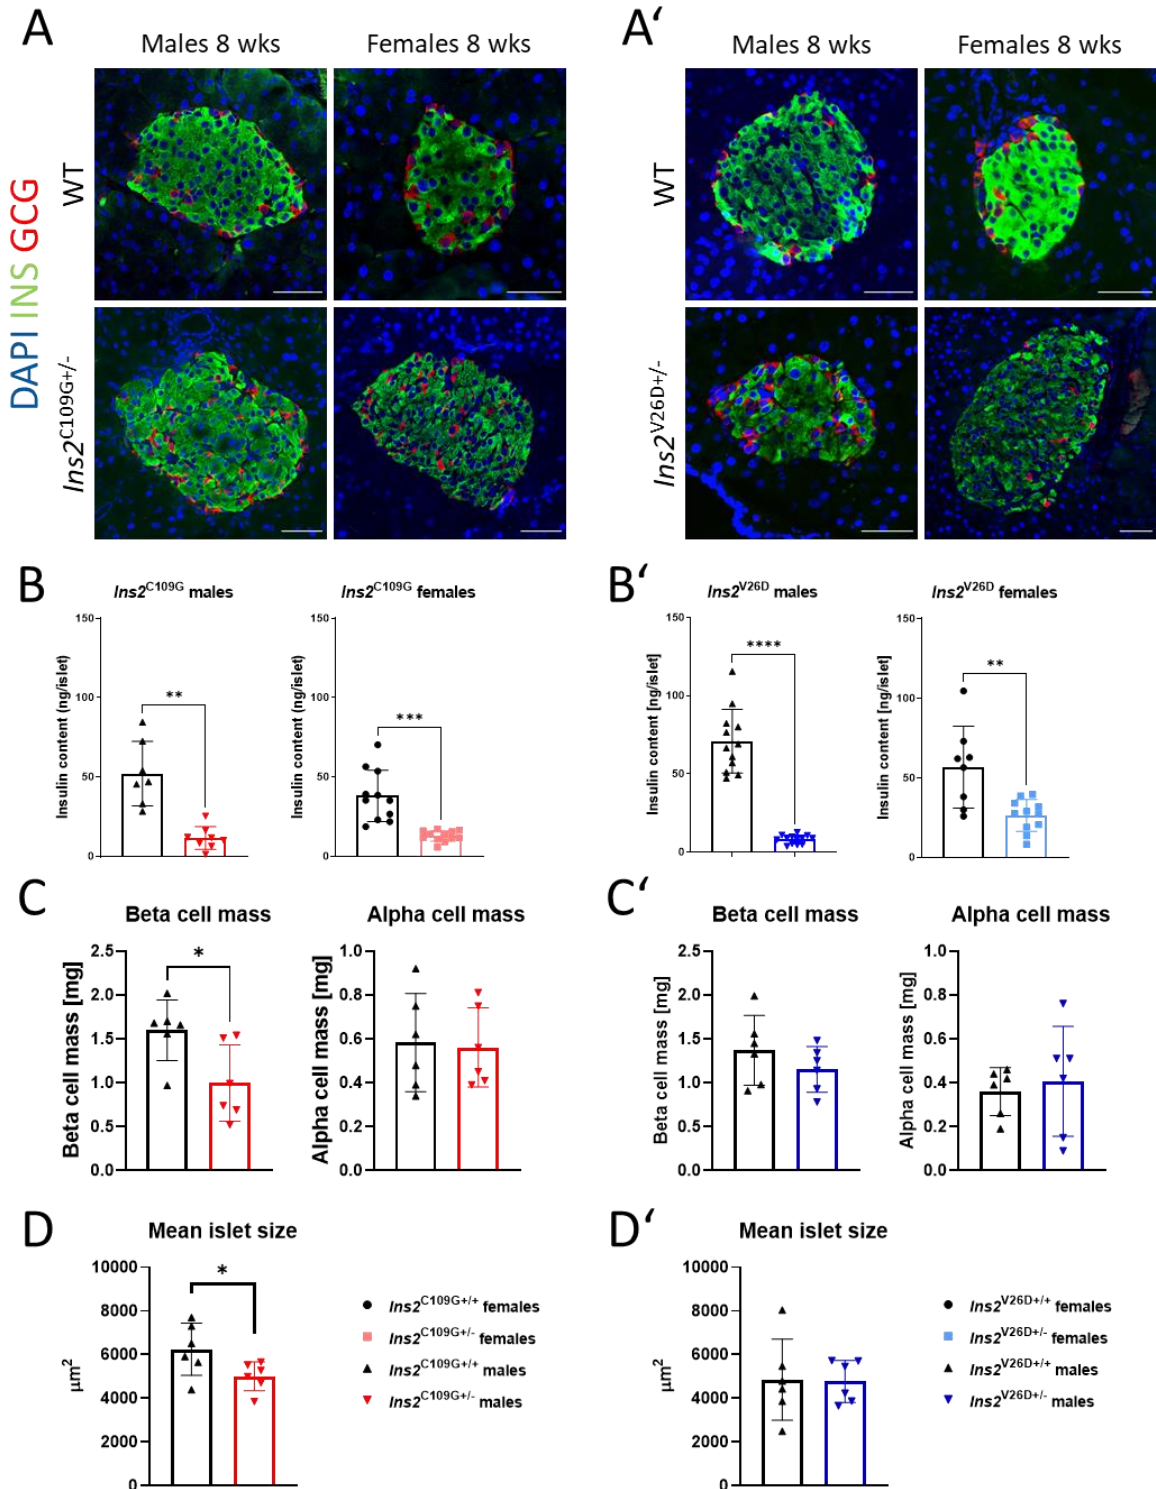 A
Males 8 wks
Females 8 wks
A'
Males 8 wks
Females 8 wks
DAPI INS GCG
WT
WT
Ins2C109G+/-
Ins2V26D+/-
B
Ins2C109G males
Insulin content (ng/islet)
150
100
50
0
**
Ins2C109G females
Insulin content (ng/islet)
150
100
50
0
***
B'
Ins2V26D males
Insulin content [ng/islet]
150
100
50
0
****
Ins2V26D females
Insulin content [ng/islet]
150
100
50
0
**
C
Beta cell mass
Beta cell mass [mg]
2.5
2.0
1.5
1.0
0.5
0.0
*
Alpha cell mass
Alpha cell mass [mg]
1.0
0.8
0.6
0.4
0.2
0.0
C'
Beta cell mass
Beta cell mass [mg]
2.5
2.0
1.5
1.0
0.5
0.0
Alpha cell mass
Alpha cell mass [mg]
1.0
0.8
0.6
0.4
0.2
0.0
D
Mean islet size
μm2
10000
8000
6000
4000
2000
0
*
Ins2C109G+/+ females
Ins2C109G+/- females
Ins2C109G+/+ males
Ins2C109G+/- males
D'
Mean islet size
μm2
10000
8000
6000
4000
2000
0
Ins2V26D+/+ females
Ins2V26D+/- females
Ins2V26D+/+ males
Ins2V26D+/- males